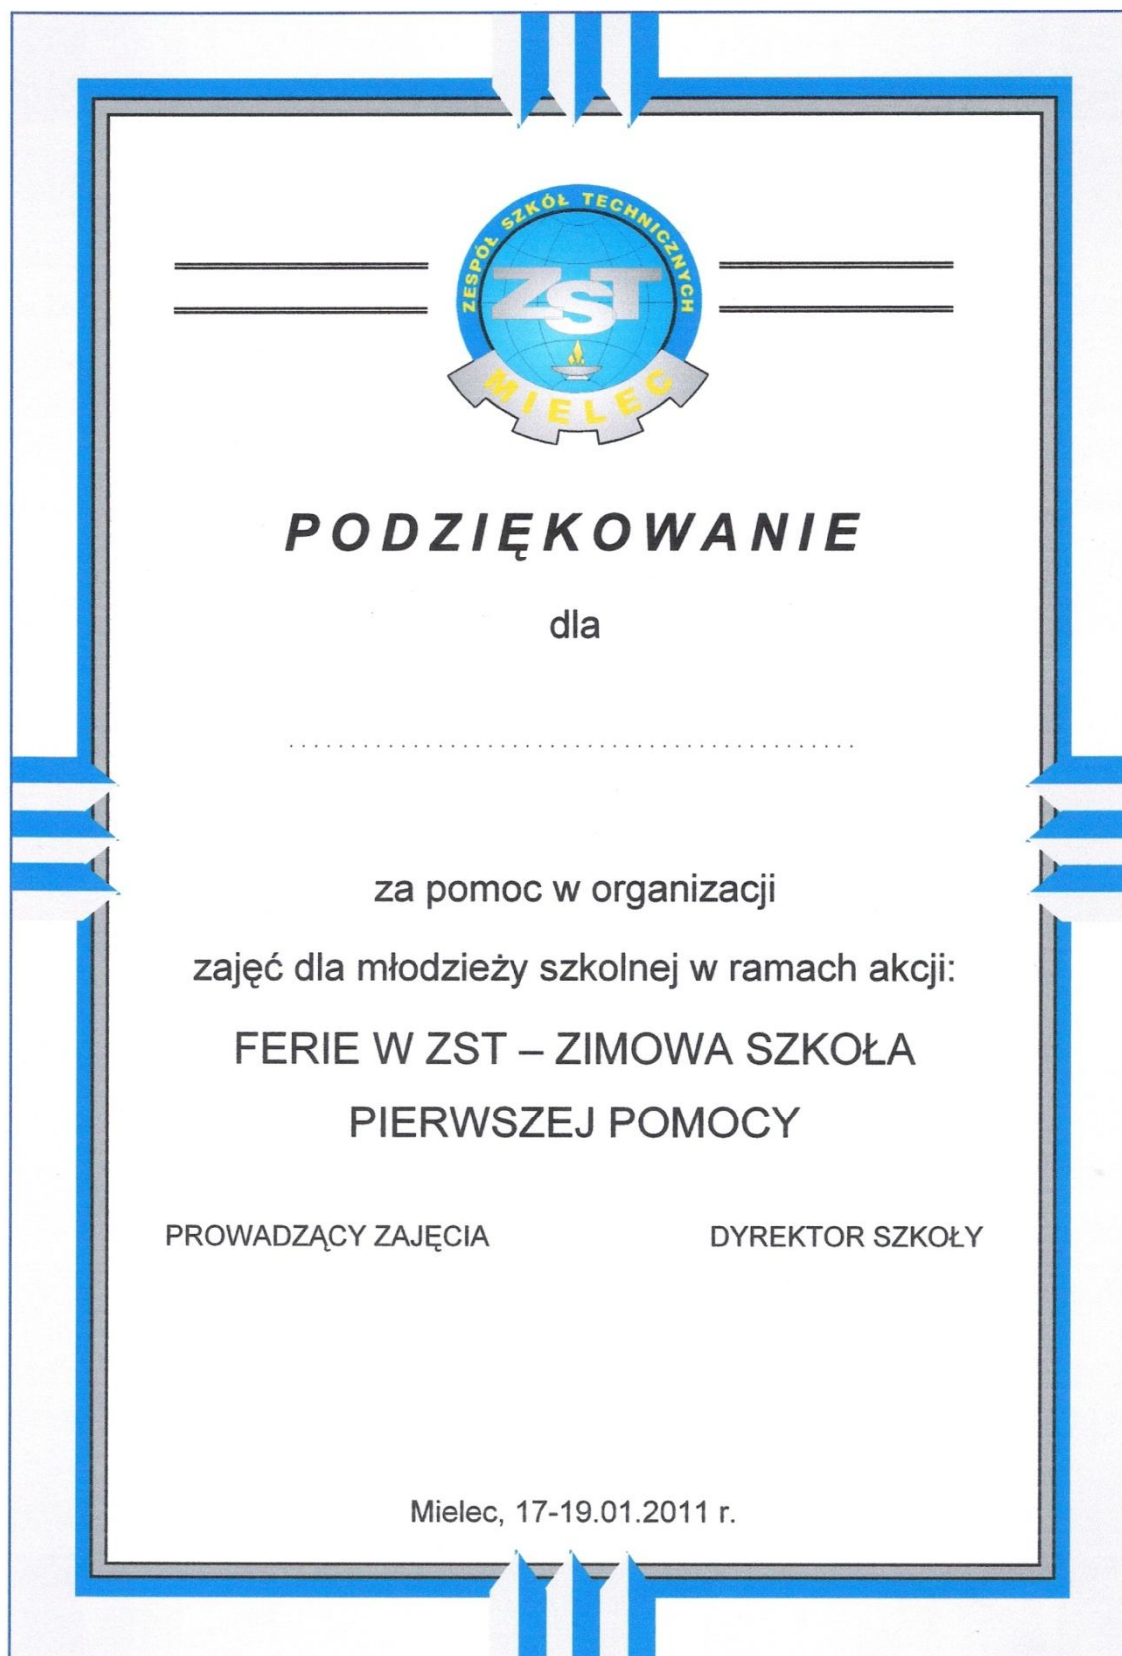 ZESPÓŁ SZKÓŁ TECHNICZNYCH
ZST
MIELEC
PODZIĘKOWANIE
dla
..............................................
za pomoc w organizacji
zajęć dla młodzieży szkolnej w ramach akcji:
FERIE W ZST – ZIMOWA SZKOŁA
PIERWSZEJ POMOCY
PROWADZĄCY ZAJĘCIA DYREKTOR SZKOŁY
Mielec, 17-19.01.2011 r.